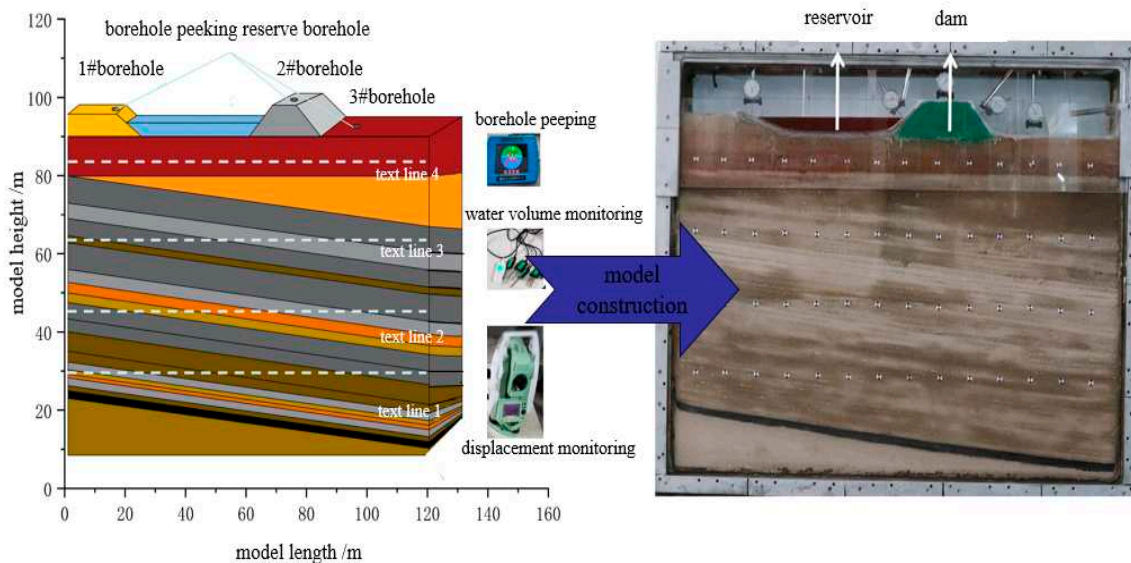 120
100
80
60
40
20
0
model height /m
0
20
40
60
80
100
120
140
160
model length /m
borehole peeking reserve borehole
1#borehole
2#borehole
3#borehole
text line 4
text line 3
text line 2
text line 1
borehole peeping
water volume monitoring
displacement monitoring
model
construction
reservoir
dam